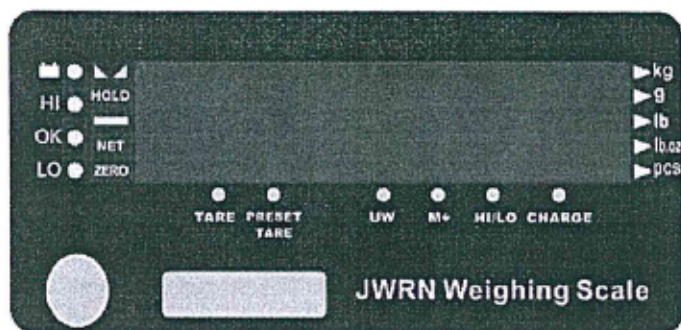 HI
OK
LO
HOLD
NET
ZERO
kg
g
lb
lb.oz
pcs
TARE PRESET TARE UW M+ HI/LO CHARGE
JWRN Weighing Scale